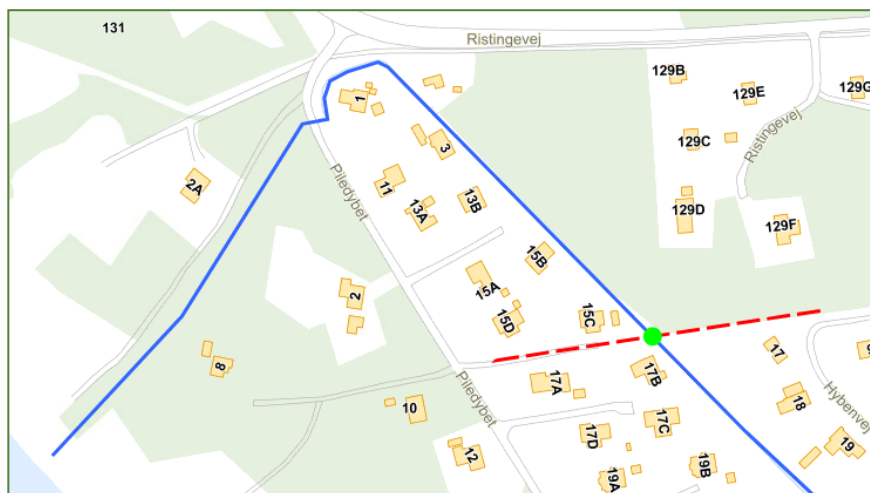 131
Ristingevej
129B
129E
129G
1
3
129C
Ristingevej
2A
11
Piledybet
13A
13B
129D
129F
15B
2
15A
15C
15D
17
8
17B
17A
Piledybet
10
18
Hybenvej
17C
17D
19
12
19B
19A